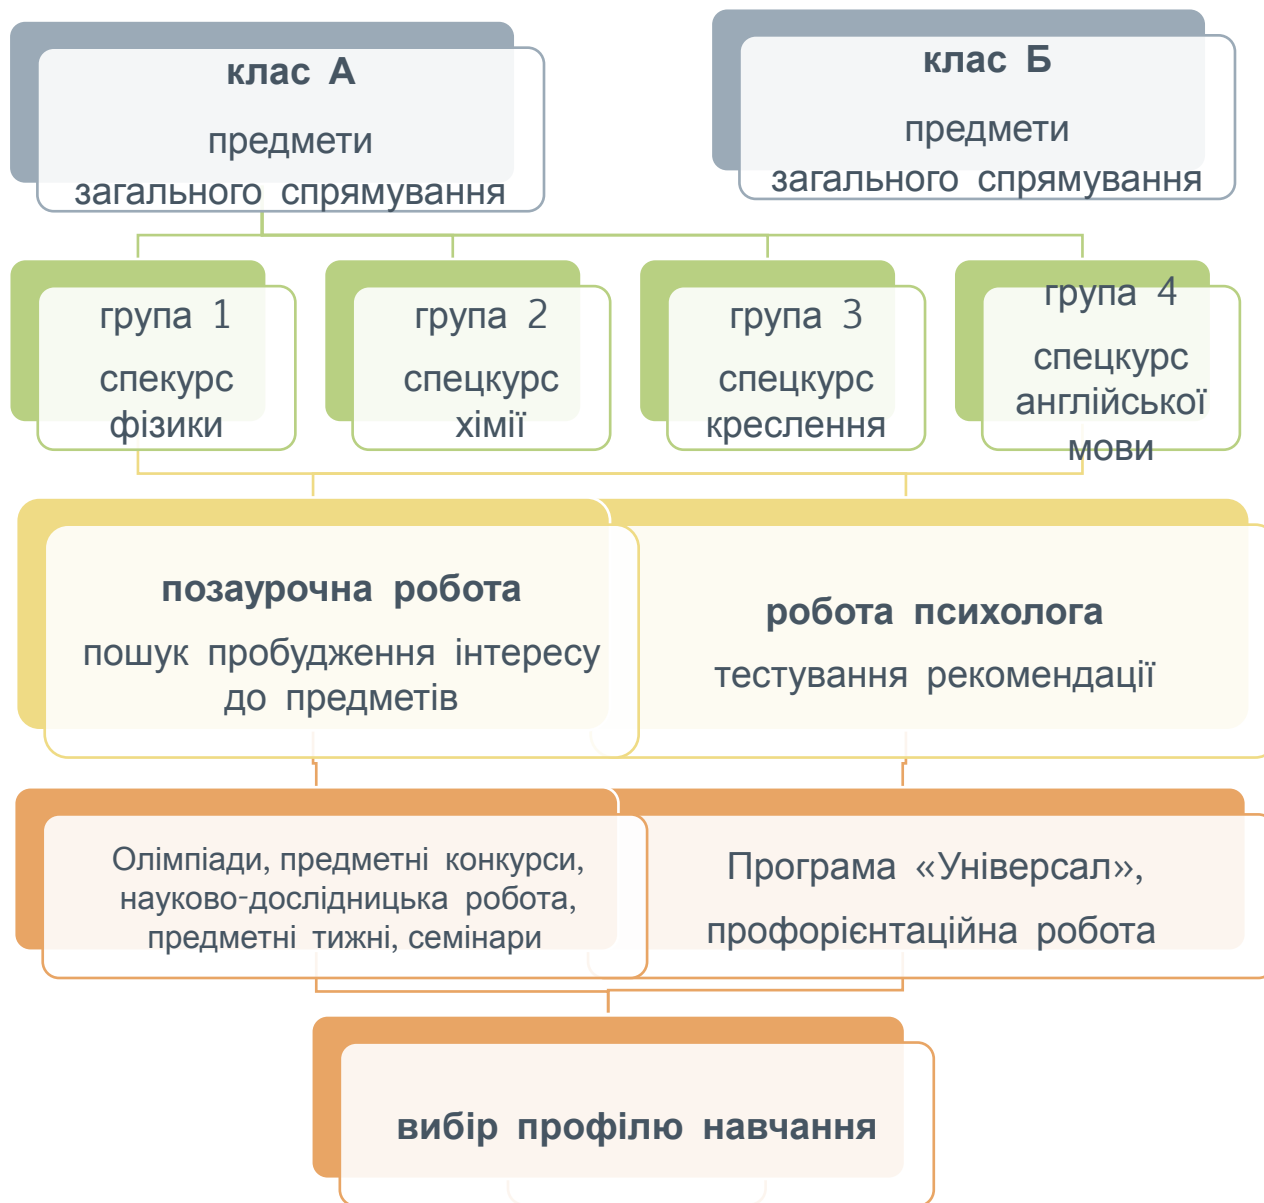 клас А
предмети
загального спрямування
клас Б
предмети
загального спрямування
група 1
спекурс
фізики
група 2
спецкурс
хімії
група 3
спецкурс
креслення
група 4
спецкурс
англійської
мови
позаурочна робота
пошук пробудження інтересу
до предметів
робота психолога
тестування рекомендації
Олімпіади, предметні конкурси,
науково-дослідницька робота,
предметні тижні, семінари
Програма «Універсал»,
профорієнтаційна робота
вибір профілю навчання